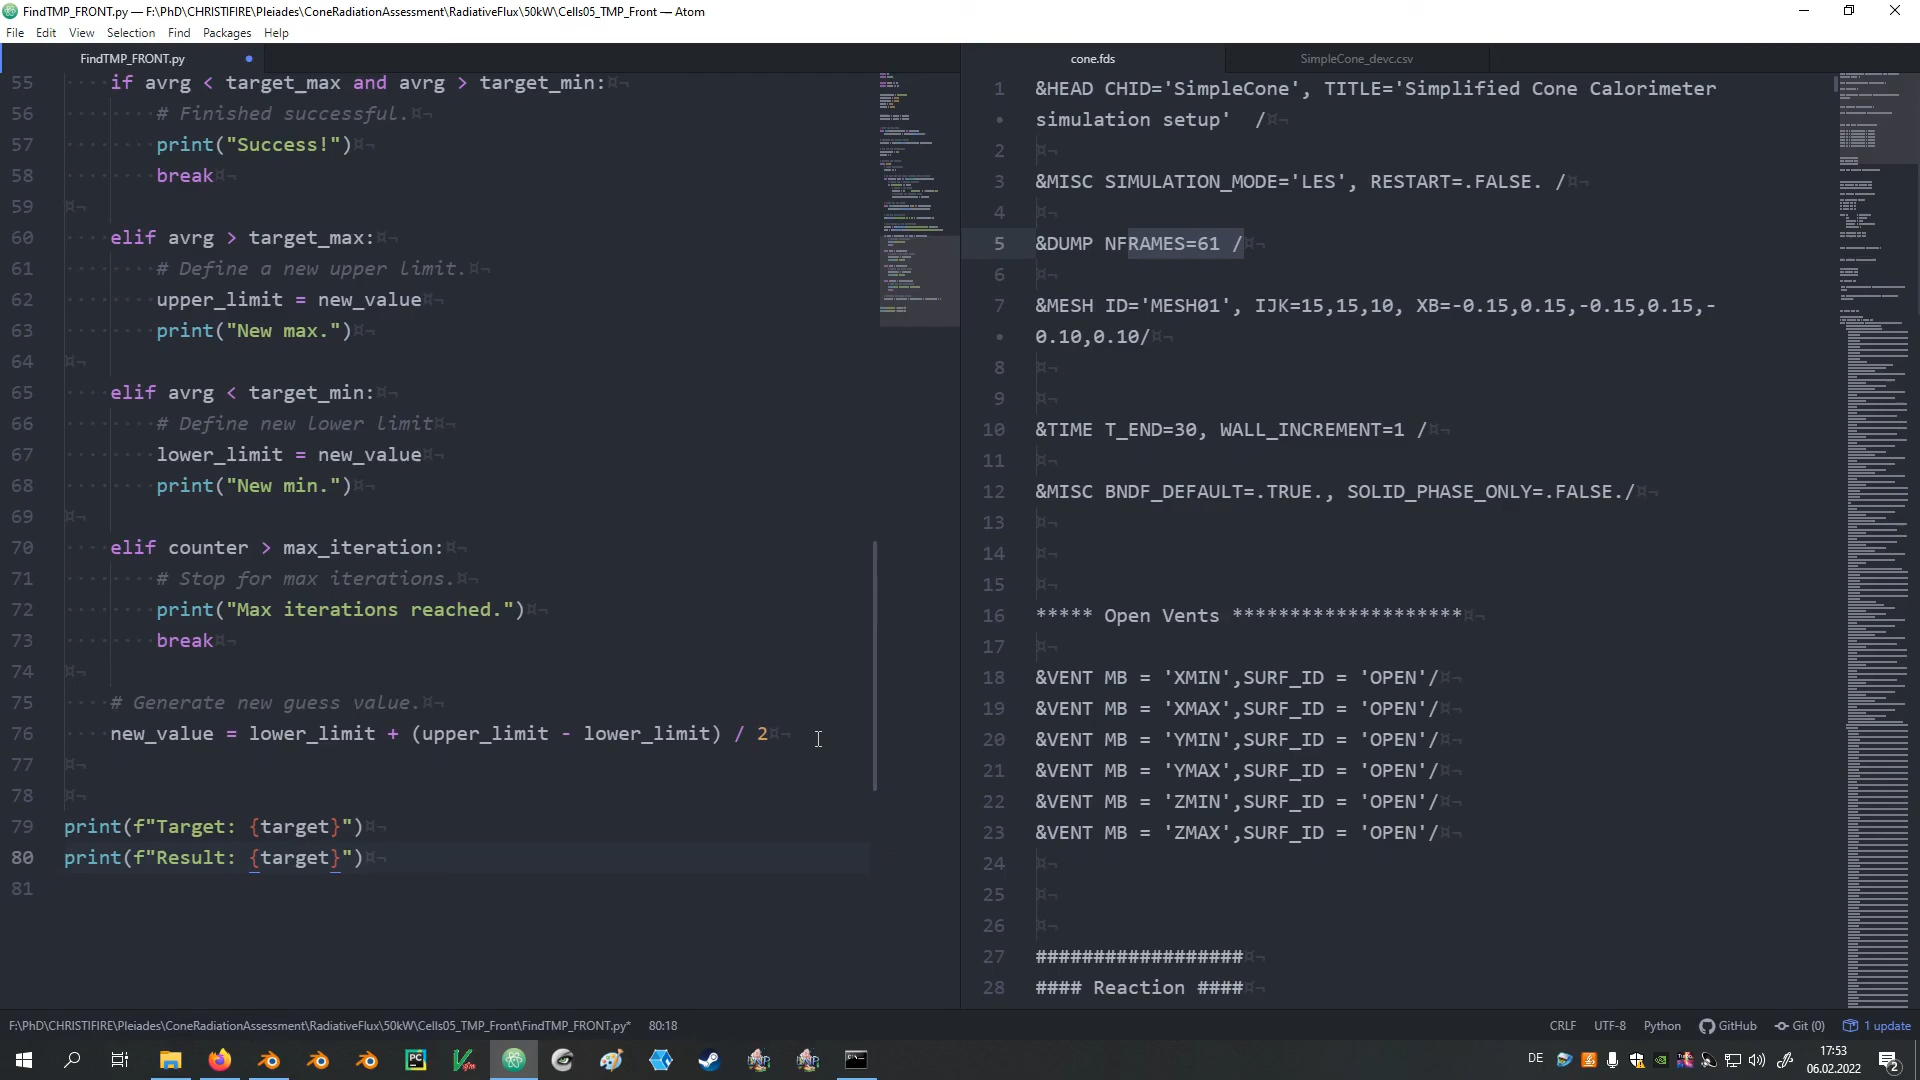 FindTMP_FRONT.py — F:\PhD\CHRISTIFIRE\Pleiades\ConeRadiationAssessment\RadiativeFlux\50kW\Cells05_TMP_Front — Atom
File Edit View Selection Find Packages Help
FindTMP_FRONT.py
55 if avrg < target_max and avrg > target_min:
56 # Finished successful.
57 print("Success!")
58 break
59
60 elif avrg > target_max:
61 # Define a new upper limit.
62 upper_limit = new_value
63 print("New max.")
64
65 elif avrg < target_min:
66 # Define new lower limit
67 lower_limit = new_value
68 print("New min.")
69
70 elif counter > max_iteration:
71 # Stop for max iterations.
72 print("Max iterations reached.")
73 break
74
75 # Generate new guess value.
76 new_value = lower_limit + (upper_limit - lower_limit) / 2
77
78
79 print(f"Target: {target}")
80 print(f"Result: {target}")
81
cone.fds SimpleCone_devc.csv
1 &HEAD CHID='SimpleCone', TITLE='Simplified Cone Calorimeter
simulation setup' /
2
3 &MISC SIMULATION_MODE='LES', RESTART=.FALSE. /
4
5 &DUMP NFRAMES=61 /
6
7 &MESH ID='MESH01', IJK=15,15,10, XB=-0.15,0.15,-0.15,0.15,-
0.10,0.10/
8
9
10 &TIME T_END=30, WALL_INCREMENT=1 /
11
12 &MISC BNDF_DEFAULT=.TRUE., SOLID_PHASE_ONLY=.FALSE./
13
14
15
16 ***** Open Vents ********************
17
18 &VENT MB = 'XMIN',SURF_ID = 'OPEN'/
19 &VENT MB = 'XMAX',SURF_ID = 'OPEN'/
20 &VENT MB = 'YMIN',SURF_ID = 'OPEN'/
21 &VENT MB = 'YMAX',SURF_ID = 'OPEN'/
22 &VENT MB = 'ZMIN',SURF_ID = 'OPEN'/
23 &VENT MB = 'ZMAX',SURF_ID = 'OPEN'/
24
25
26
27 ##################
28 #### Reaction ####
F:\PhD\CHRISTIFIRE\Pleiades\ConeRadiationAssessment\RadiativeFlux\50kW\Cells05_TMP_Front\FindTMP_FRONT.py* 80:18 CRLF UTF-8 Python GitHub Git (0) 1 update
DE 17:53
06.02.2022
2